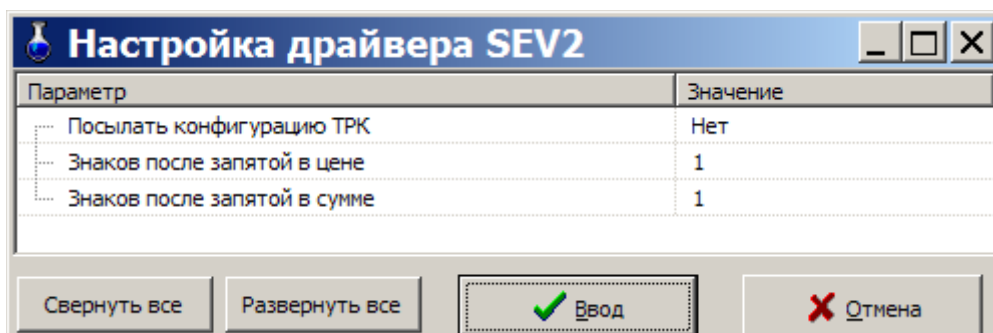 Настройка драйвера SEV2
Параметр Значение
Посылать конфигурацию ТРК Нет
Знаков после запятой в цене 1
Знаков после запятой в сумме 1
Свернуть все Развернуть все Ввод Отмена